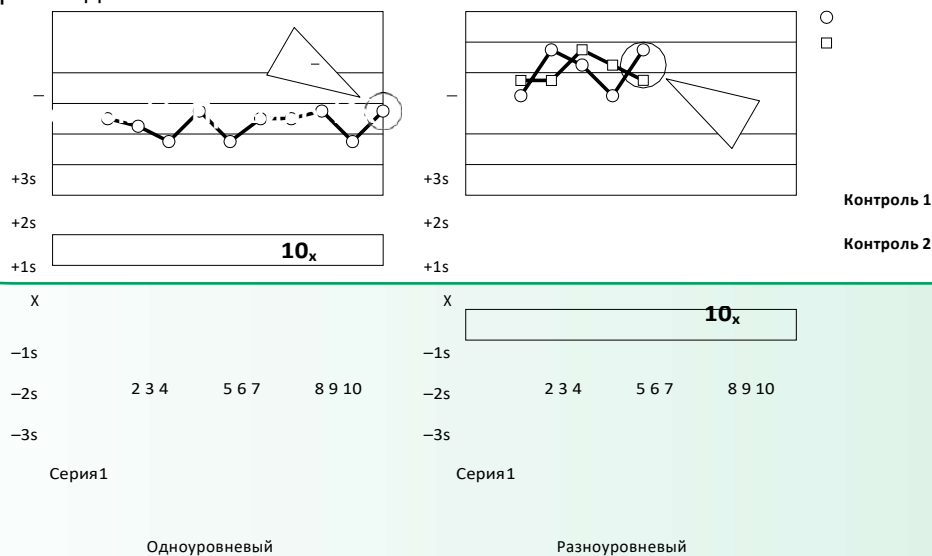 +3s +3s
Контроль 1
+2s +2s
10x Контроль 2
+1s +1s
X X
10x
–1s –1s
–2s 2 3 4 5 6 7 8 9 10 –2s 2 3 4 5 6 7 8 9 10
–3s –3s
Серия1 Серия1
Одноуровневый Разноуровневый